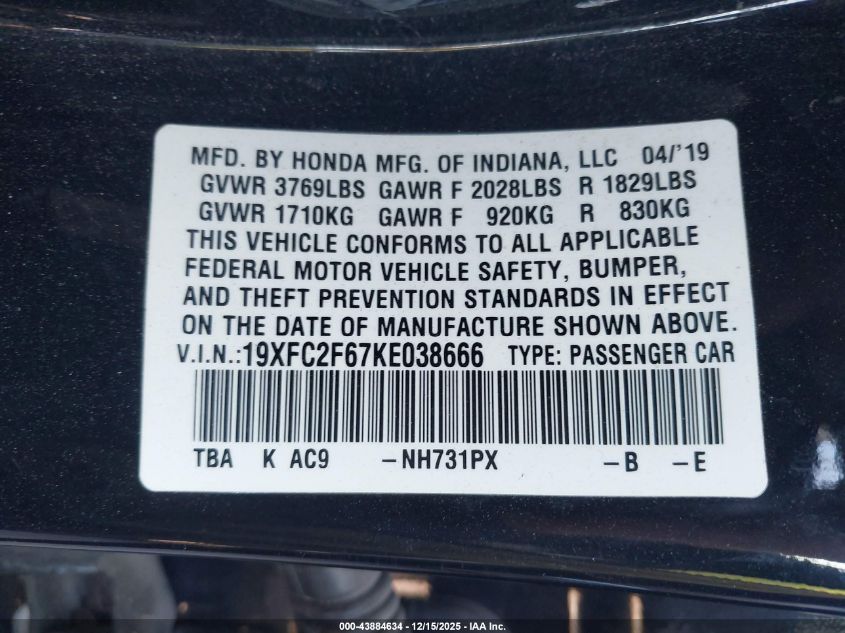 MFD. BY HONDA MFG. OF INDIANA, LLC 04/'19
GVWR 3769LBS GAWR F 2028LBS R 1829LBS
GVWR 1710KG GAWR F 920KG R 830KG
THIS VEHICLE CONFORMS TO ALL APPLICABLE
FEDERAL MOTOR VEHICLE SAFETY, BUMPER,
AND THEFT PREVENTION STANDARDS IN EFFECT
ON THE DATE OF MANUFACTURE SHOWN ABOVE.
V.I.N.:19XFC2F67KE038666 TYPE: PASSENGER CAR
TBA K AC9 –NH731PX –B –E
000-43884634 - 12/15/2025 - IAA Inc.